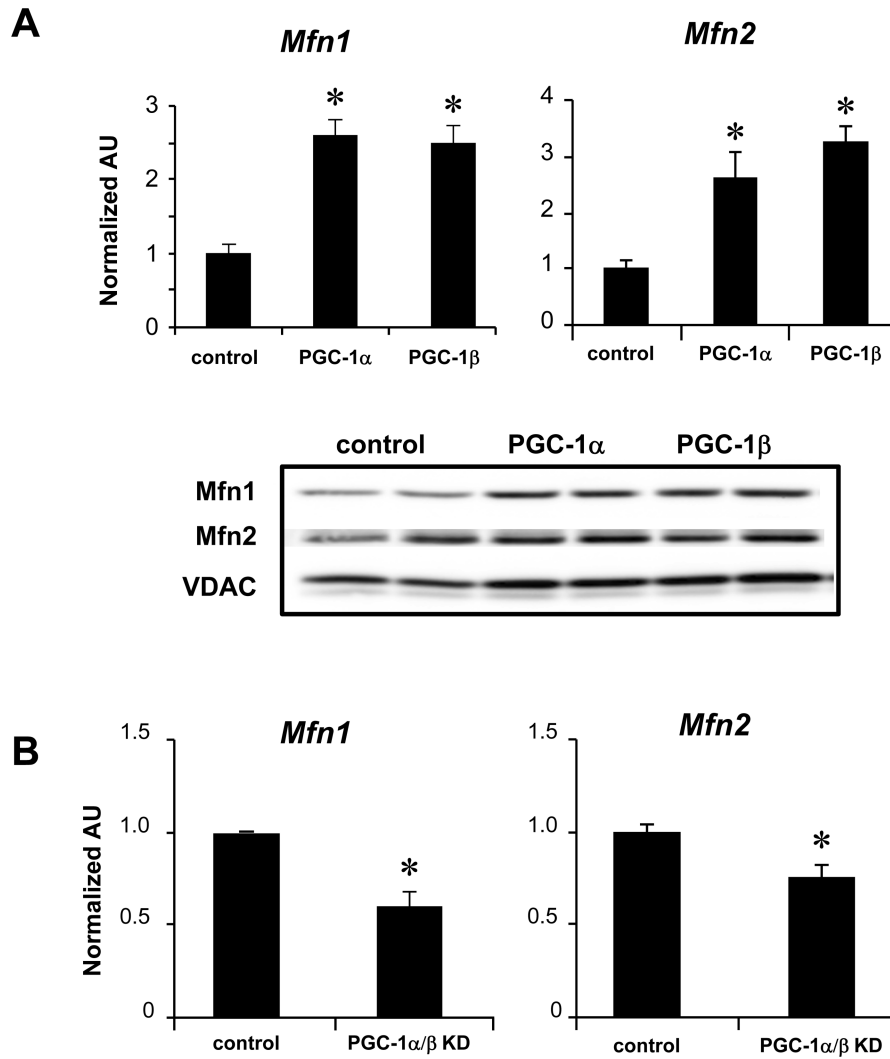 A
Mfn1
Mfn2
Normalized AU
3
2
1
0
4
3
2
1
0
* *
* *
control PGC-1α PGC-1β
control PGC-1α PGC-1β
control PGC-1α PGC-1β
Mfn1
Mfn2
VDAC
B
Mfn1
Mfn2
Normalized AU
1.5
1.0
0.5
0
1.5
1.0
0.5
0
*
*
control PGC-1α/β KD
control PGC-1α/β KD